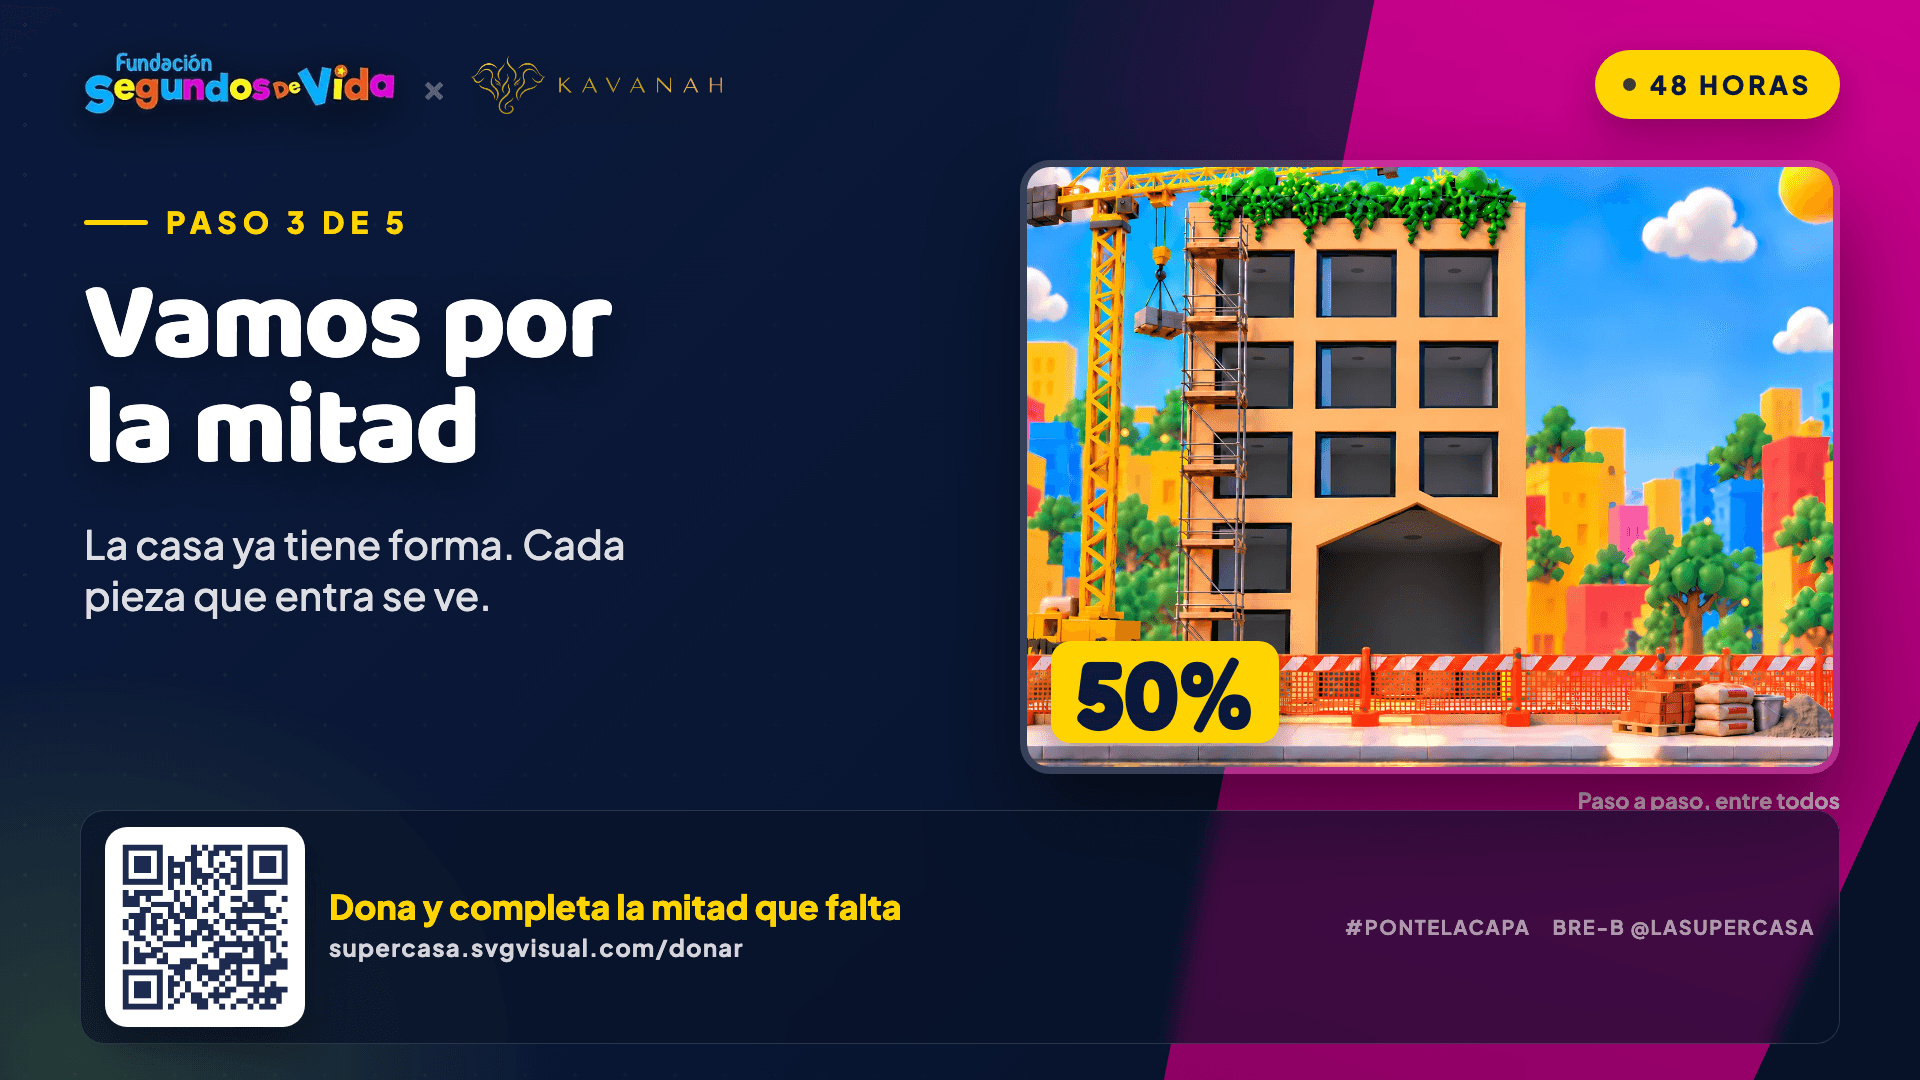 Fundación
Segundos DE Vida × KAVANAH
48 HORAS
PASO 3 DE 5
Vamos por
la mitad
La casa ya tiene forma. Cada
pieza que entra se ve.
50%
Paso a paso, entre todos
Dona y completa la mitad que falta
supercasa.svgvisual.com/donar
#PONTELACAPA BRE-B @LASUPERCASA